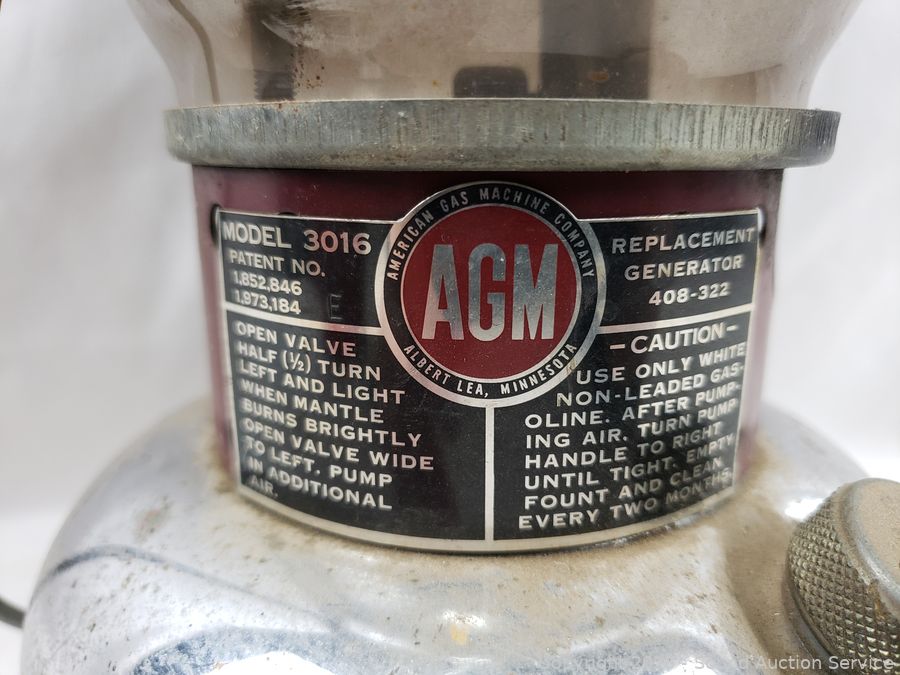 MODEL 3016
PATENT NO.
1,852,846
1,973,184 E
AMERICAN GAS MACHINE COMPANY
AGM
ALBERT LEA, MINNESOTA
REPLACEMENT
GENERATOR
408-322
OPEN VALVE
HALF (½) TURN
LEFT AND LIGHT
WHEN MANTLE
BURNS BRIGHTLY
OPEN VALVE WIDE
TO LEFT. PUMP
IN ADDITIONAL
AIR.
-CAUTION-
USE ONLY WHITE
NON-LEADED GAS-
OLINE. AFTER PUMP-
ING AIR, TURN PUMP
HANDLE TO RIGHT
UNTIL TIGHT. EMPTY
FOUNT AND CLEAN
EVERY TWO MONTHS.
Auction Service